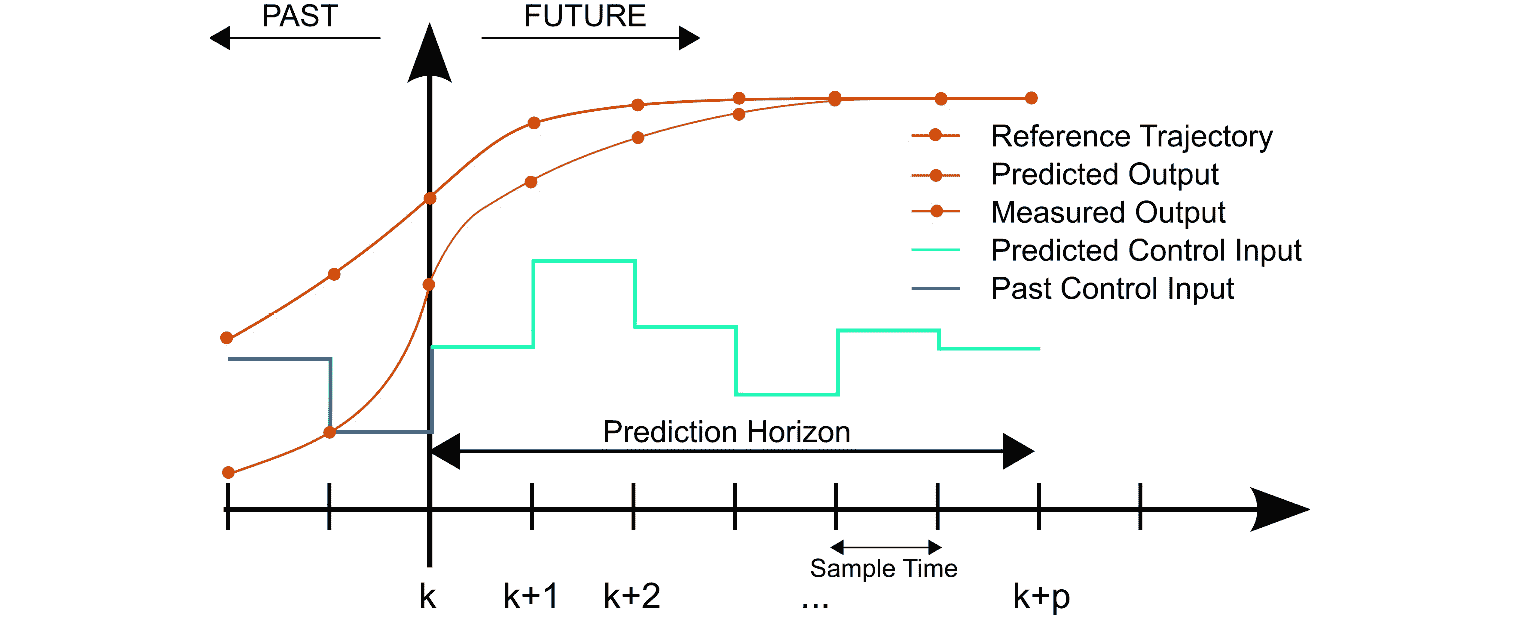 PAST
FUTURE
Reference Trajectory
Predicted Output
Measured Output
Predicted Control Input
Past Control Input
Prediction Horizon
Sample Time
k
k+1
k+2
...
k+p